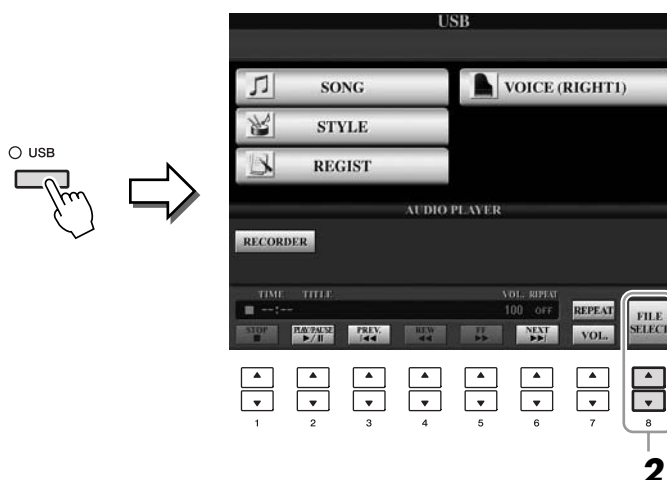 USB
USB
SONG
VOICE (RIGHT1)
STYLE
REGIST
AUDIO PLAYER
RECORDER
TIME TITLE VOL. REPEAT
--:-- 100 OFF
REPEAT
FILE SELECT
STOP
PLAY/PAUSE
PREV.
REW
FF
NEXT
VOL.
1 2 3 4 5 6 7 8
2